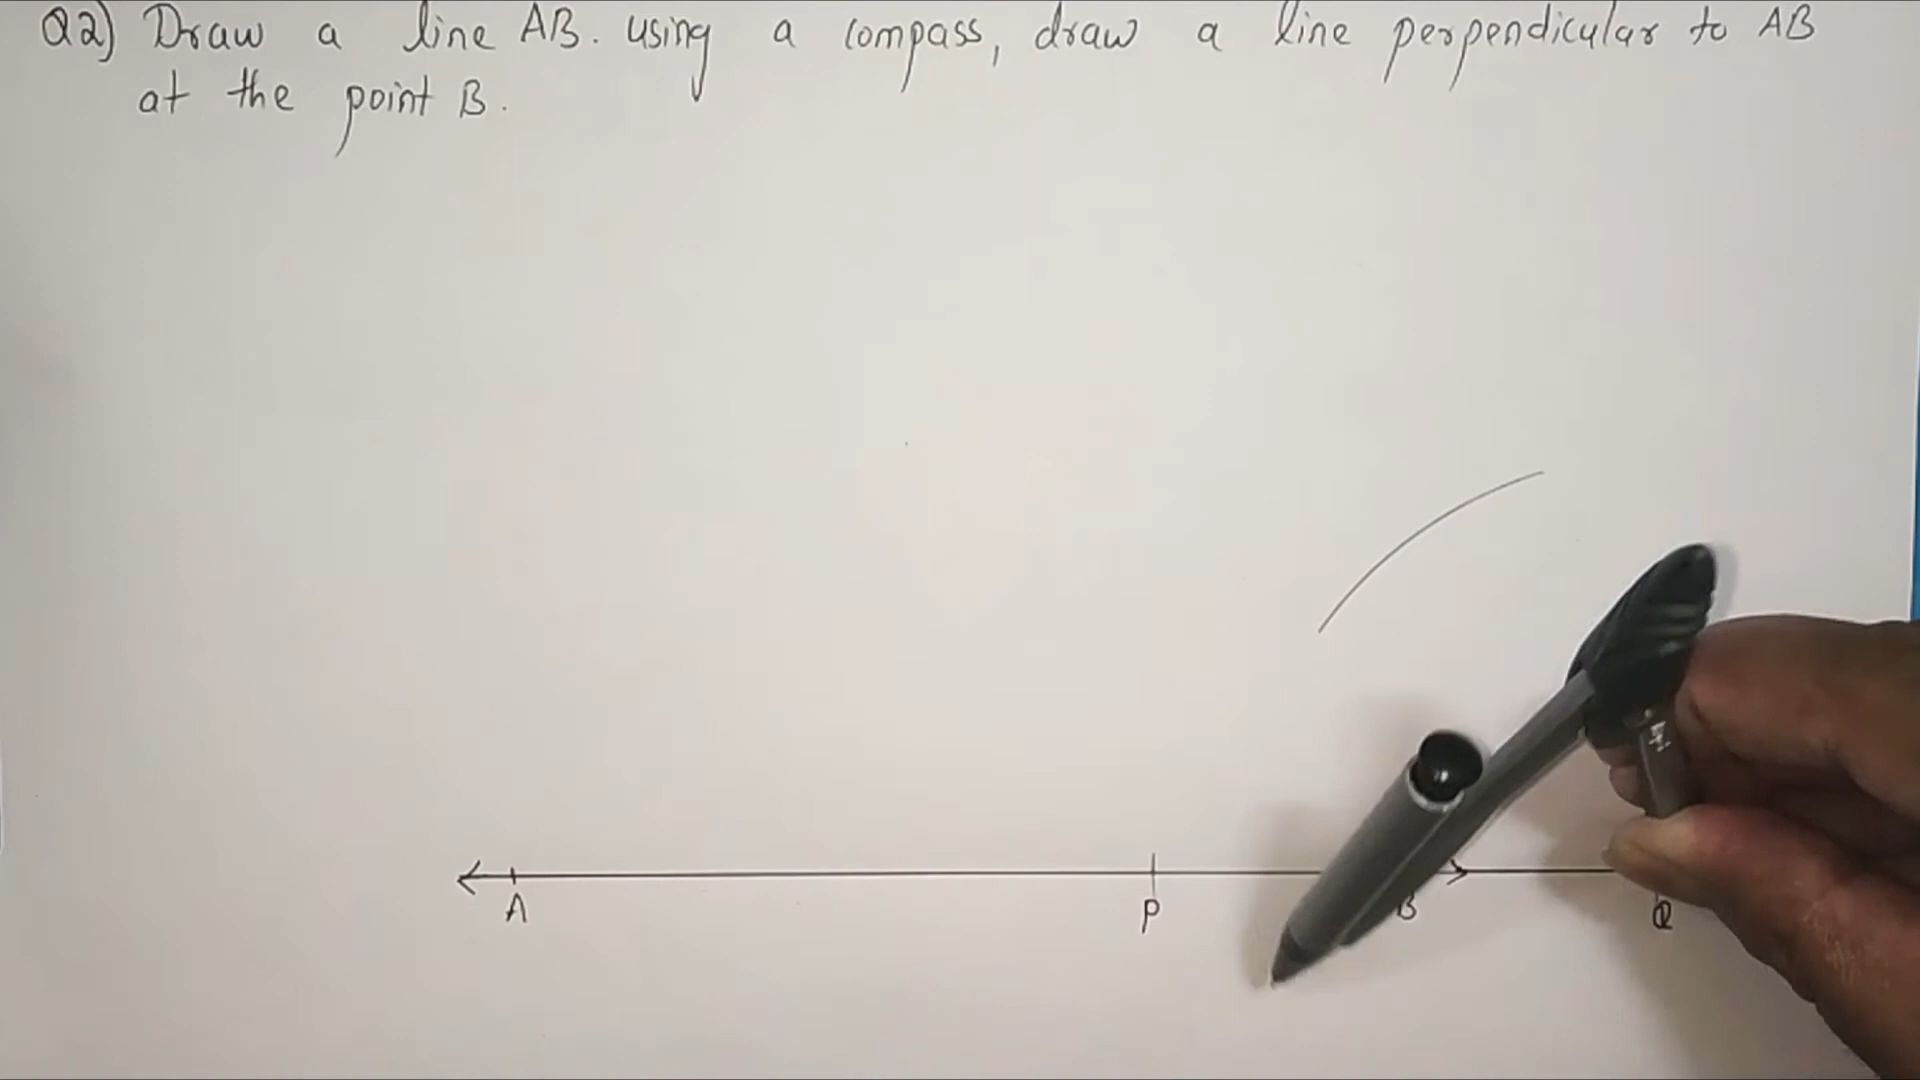 Q2) Draw a line AB. using a compass, draw a line perpendicular to AB
at the point B.
A P B Q